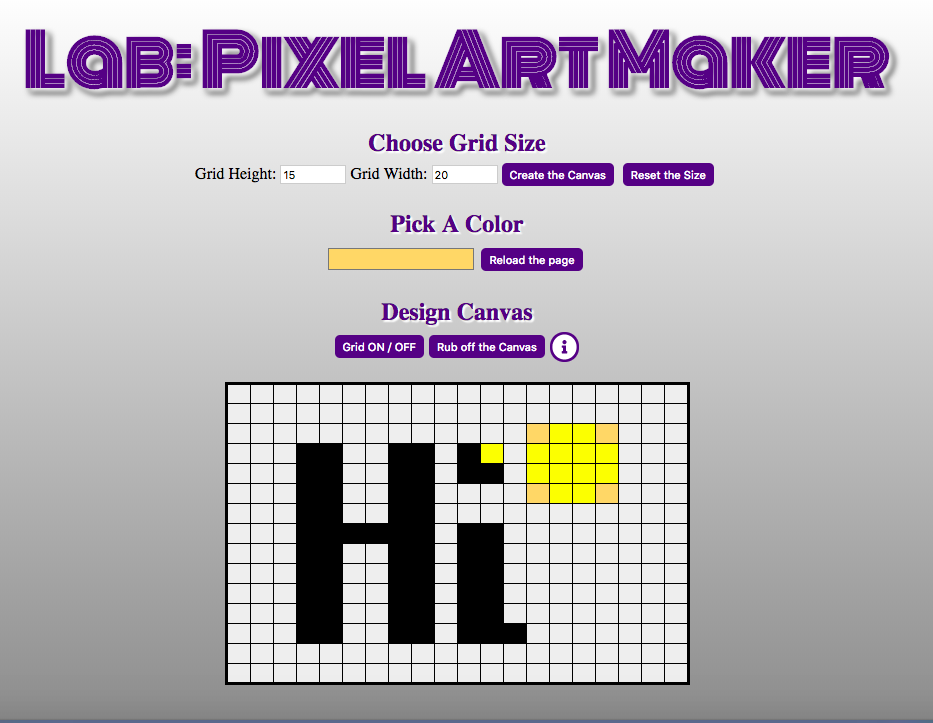 Lab: Pixel Art Maker
Choose Grid Size
Grid Height: 15 Grid Width: 20 Create the Canvas Reset the Size
Pick A Color
Reload the page
Design Canvas
Grid ON / OFF Rub off the Canvas i
Hi